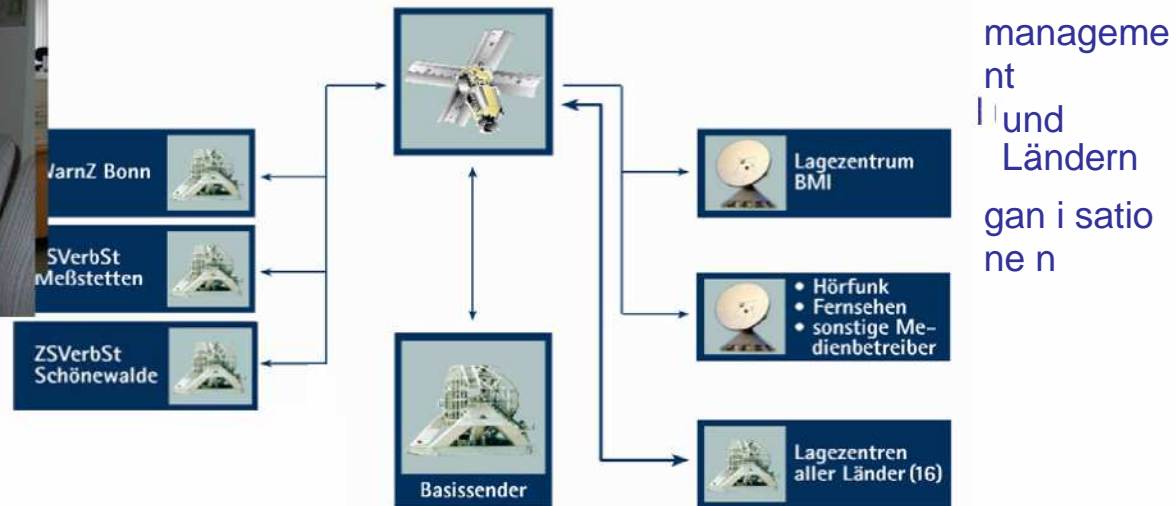 WarnZ Bonn
SVerbSt
Meßstetten
ZSVerbSt
Schönewalde
Basissender
Lagezentrum
BMI
• Hörfunk
• Fernsehen
• sonstige Me-
dienbetreiber
Lagezentren
aller Länder (16)
manageme
nt
und
Ländern
gan i satio
ne n